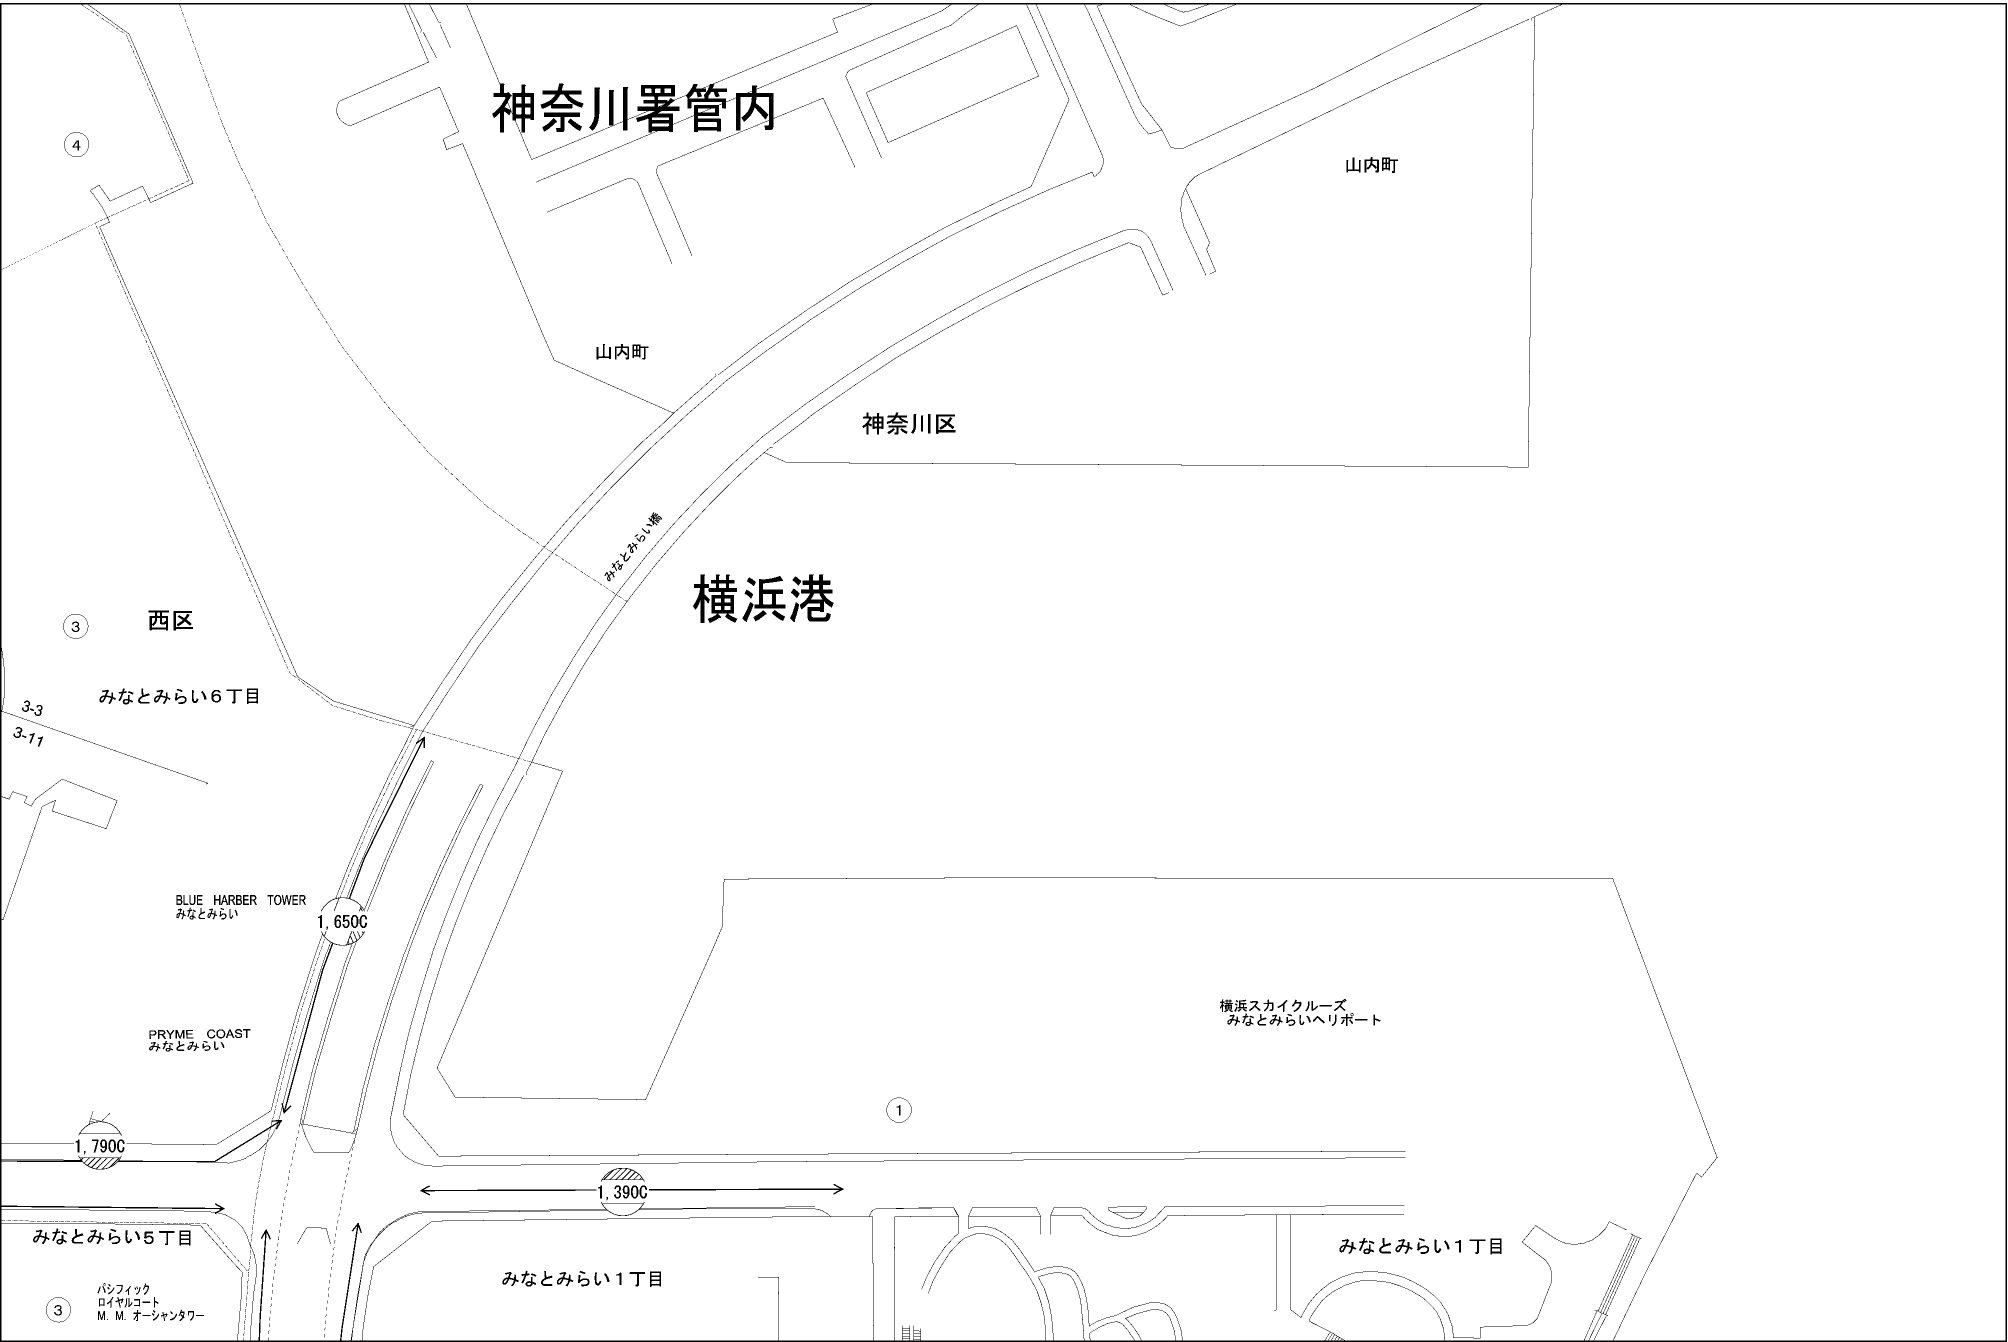 神奈川署管内
④
山内町
山内町
神奈川区
みなとみらい橋
横浜港
③
西区
みなとみらい６丁目
3-3
3-11
BLUE HARBER TOWER
みなとみらい
1,650C
横浜スカイクルーズ
みなとみらいヘリポート
PRYME COAST
みなとみらい
①
1,790C
1,390C
みなとみらい５丁目
みなとみらい１丁目
みなとみらい１丁目
③
パシフィック
ロイヤルコート
M.M.オーシャンタワー